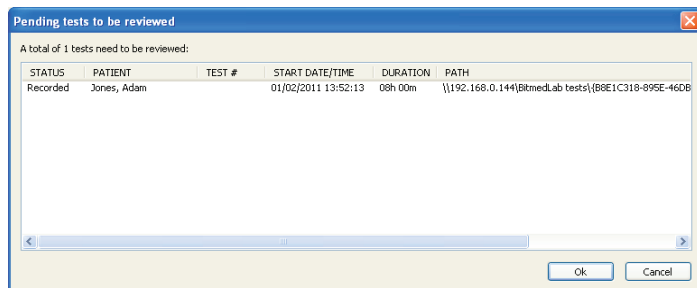 Pending tests to be reviewed
A total of 1 tests need to be reviewed:
STATUS PATIENT TEST # START DATE/TIME DURATION PATH
Recorded Jones, Adam 01/02/2011 13:52:13 08h 00m \\192.168.0.144\BitmedLab tests\{B8E1C318-895E-46DB
Ok Cancel